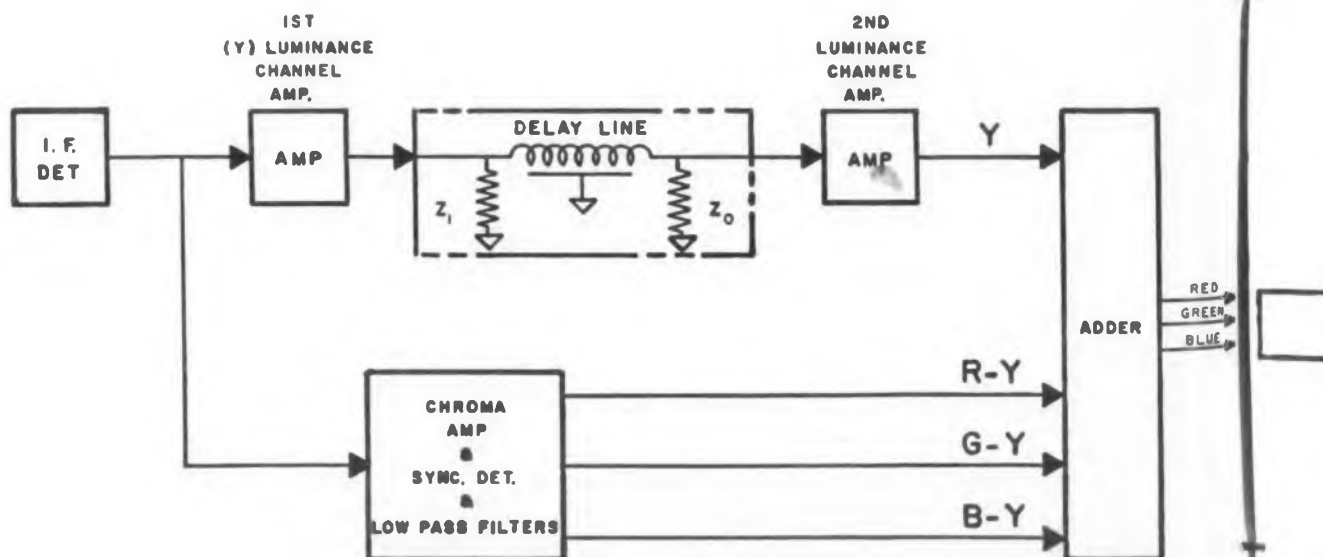 1ST
(Y) LUMINANCE
CHANNEL
AMP.
2ND
LUMINANCE
CHANNEL
AMP.
I. F.
DET
AMP
DELAY LINE
Z₁
Z₀
AMP
Y
ADDER
RED
GREEN
BLUE
CHROMA
AMP
&
SYNC. DET.
&
LOW PASS FILTERS
R-Y
G-Y
B-Y